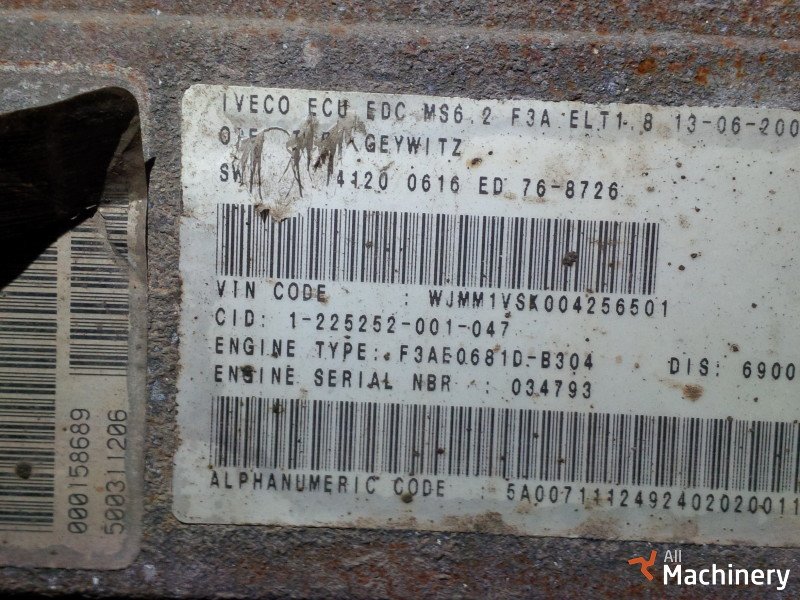 IVECO ECU EDC MS6.2 F3A ELT1.8 13-06-200
GEYWITZ
SW 4120 0616 ED 76-8726
VIN CODE : WJMM1VSK004256501
CID: 1-225252-001-047
ENGINE TYPE: F3AE0681D-B304 DIS: 6900
ENGINE SERIAL NBR : 034793
ALPHANUMERIC CODE : 5A0071112492402020011
000158689
500311206
All
Machinery